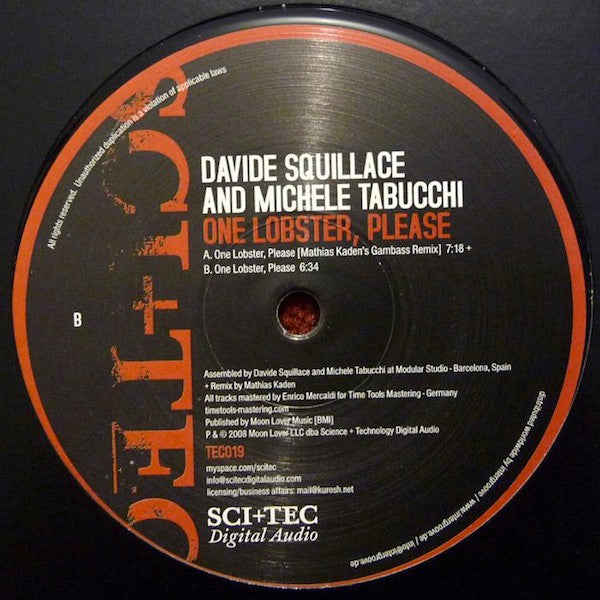 All rights reserved. Unauthorized duplication is a violation of applicable laws
SCI+TEC
DAVIDE SQUILLACE
AND MICHELE TABUCCHI
ONE LOBSTER, PLEASE
A. One Lobster, Please [Mathias Kaden's Gambass Remix] 7:18 +
B. One Lobster, Please 6:34
B
Assembled by Davide Squillace and Michele Tabucchi at Modular Studio - Barcelona, Spain
+ Remix by Mathias Kaden
All tracks mastered by Enrico Mercaldi for Time Tools Mastering - Germany
timetools-mastering.com
Published by Moon Lover Music [BMI]
P & © 2008 Moon Lover LLC dba Science + Technology Digital Audio
TEC019
myspace.com/scitec
info@scitecdigitalaudio.com
licensing/business affairs: mail@kurosh.net
SCI+TEC
Digital Audio
distributed worldwide by intergroove / www.intergroove.de / info@intergroove.de